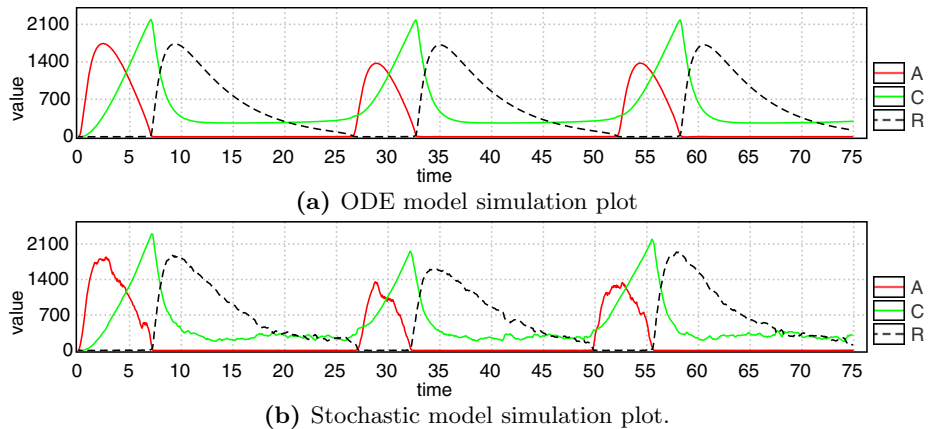 2100
1400
700
0
value
0 5 10 15 20 25 30 35 40 45 50 55 60 65 70 75
time
A
C
R
(a) ODE model simulation plot
2100
1400
700
0
value
0 5 10 15 20 25 30 35 40 45 50 55 60 65 70 75
time
A
C
R
(b) Stochastic model simulation plot.